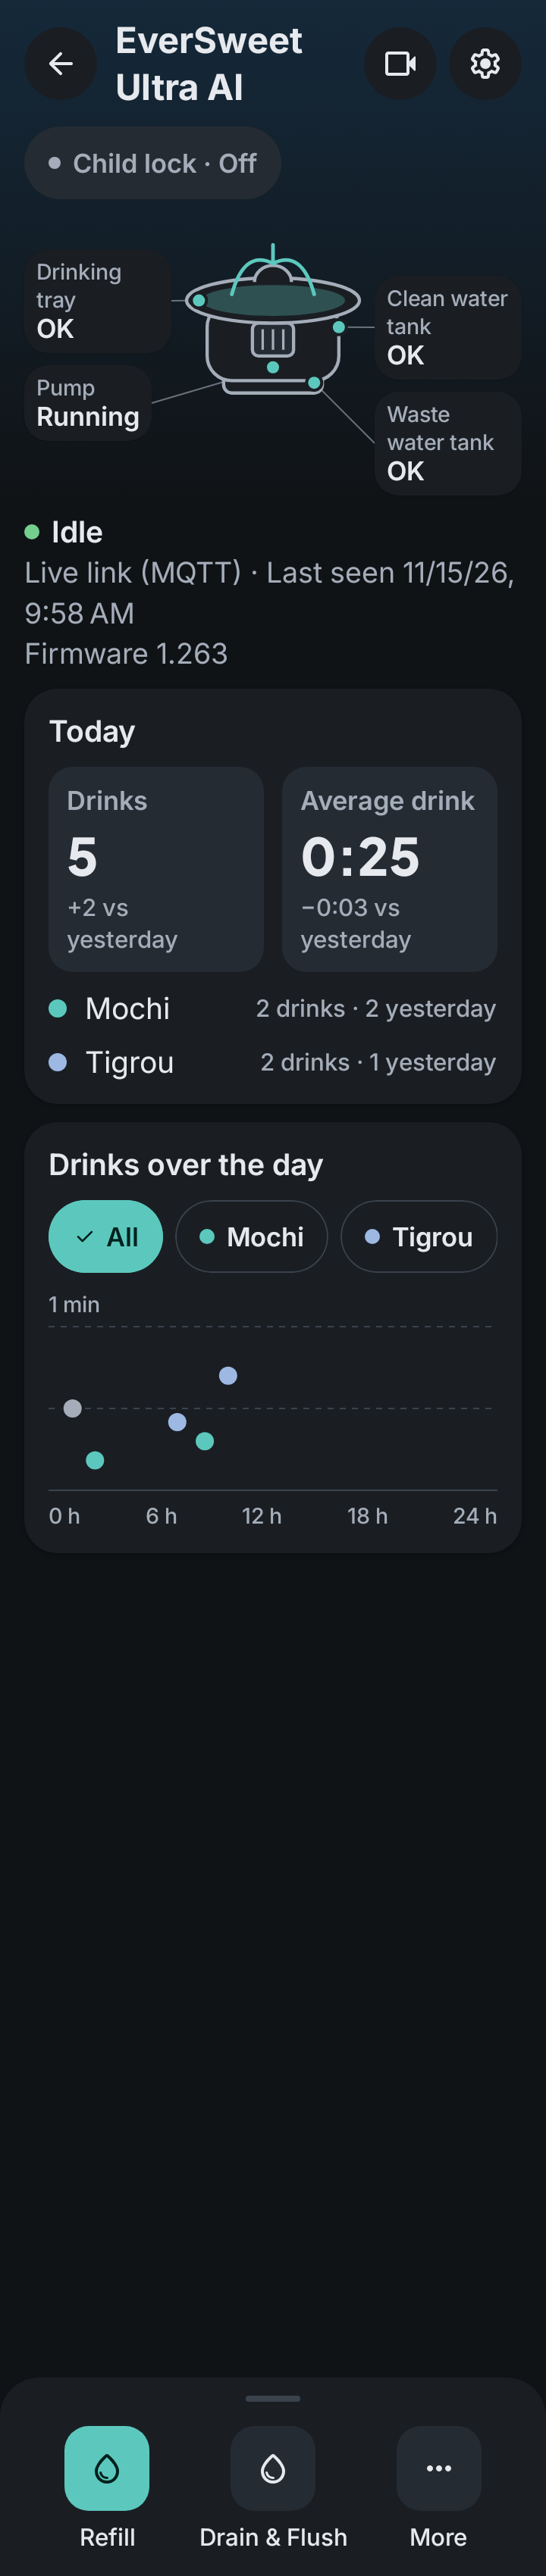 EverSweet
Ultra AI
Child lock · Off
Drinking
tray
OK
Clean water
tank
OK
Pump
Running
Waste
water tank
OK
Idle
Live link (MQTT) · Last seen 11/15/26,
9:58 AM
Firmware 1.263
Today
Drinks
5
+2 vs
yesterday
Average drink
0:25
−0:03 vs
yesterday
Mochi
2 drinks · 2 yesterday
Tigrou
2 drinks · 1 yesterday
Drinks over the day
All
Mochi
Tigrou
1 min
0 h
6 h
12 h
18 h
24 h
Refill
Drain & Flush
More